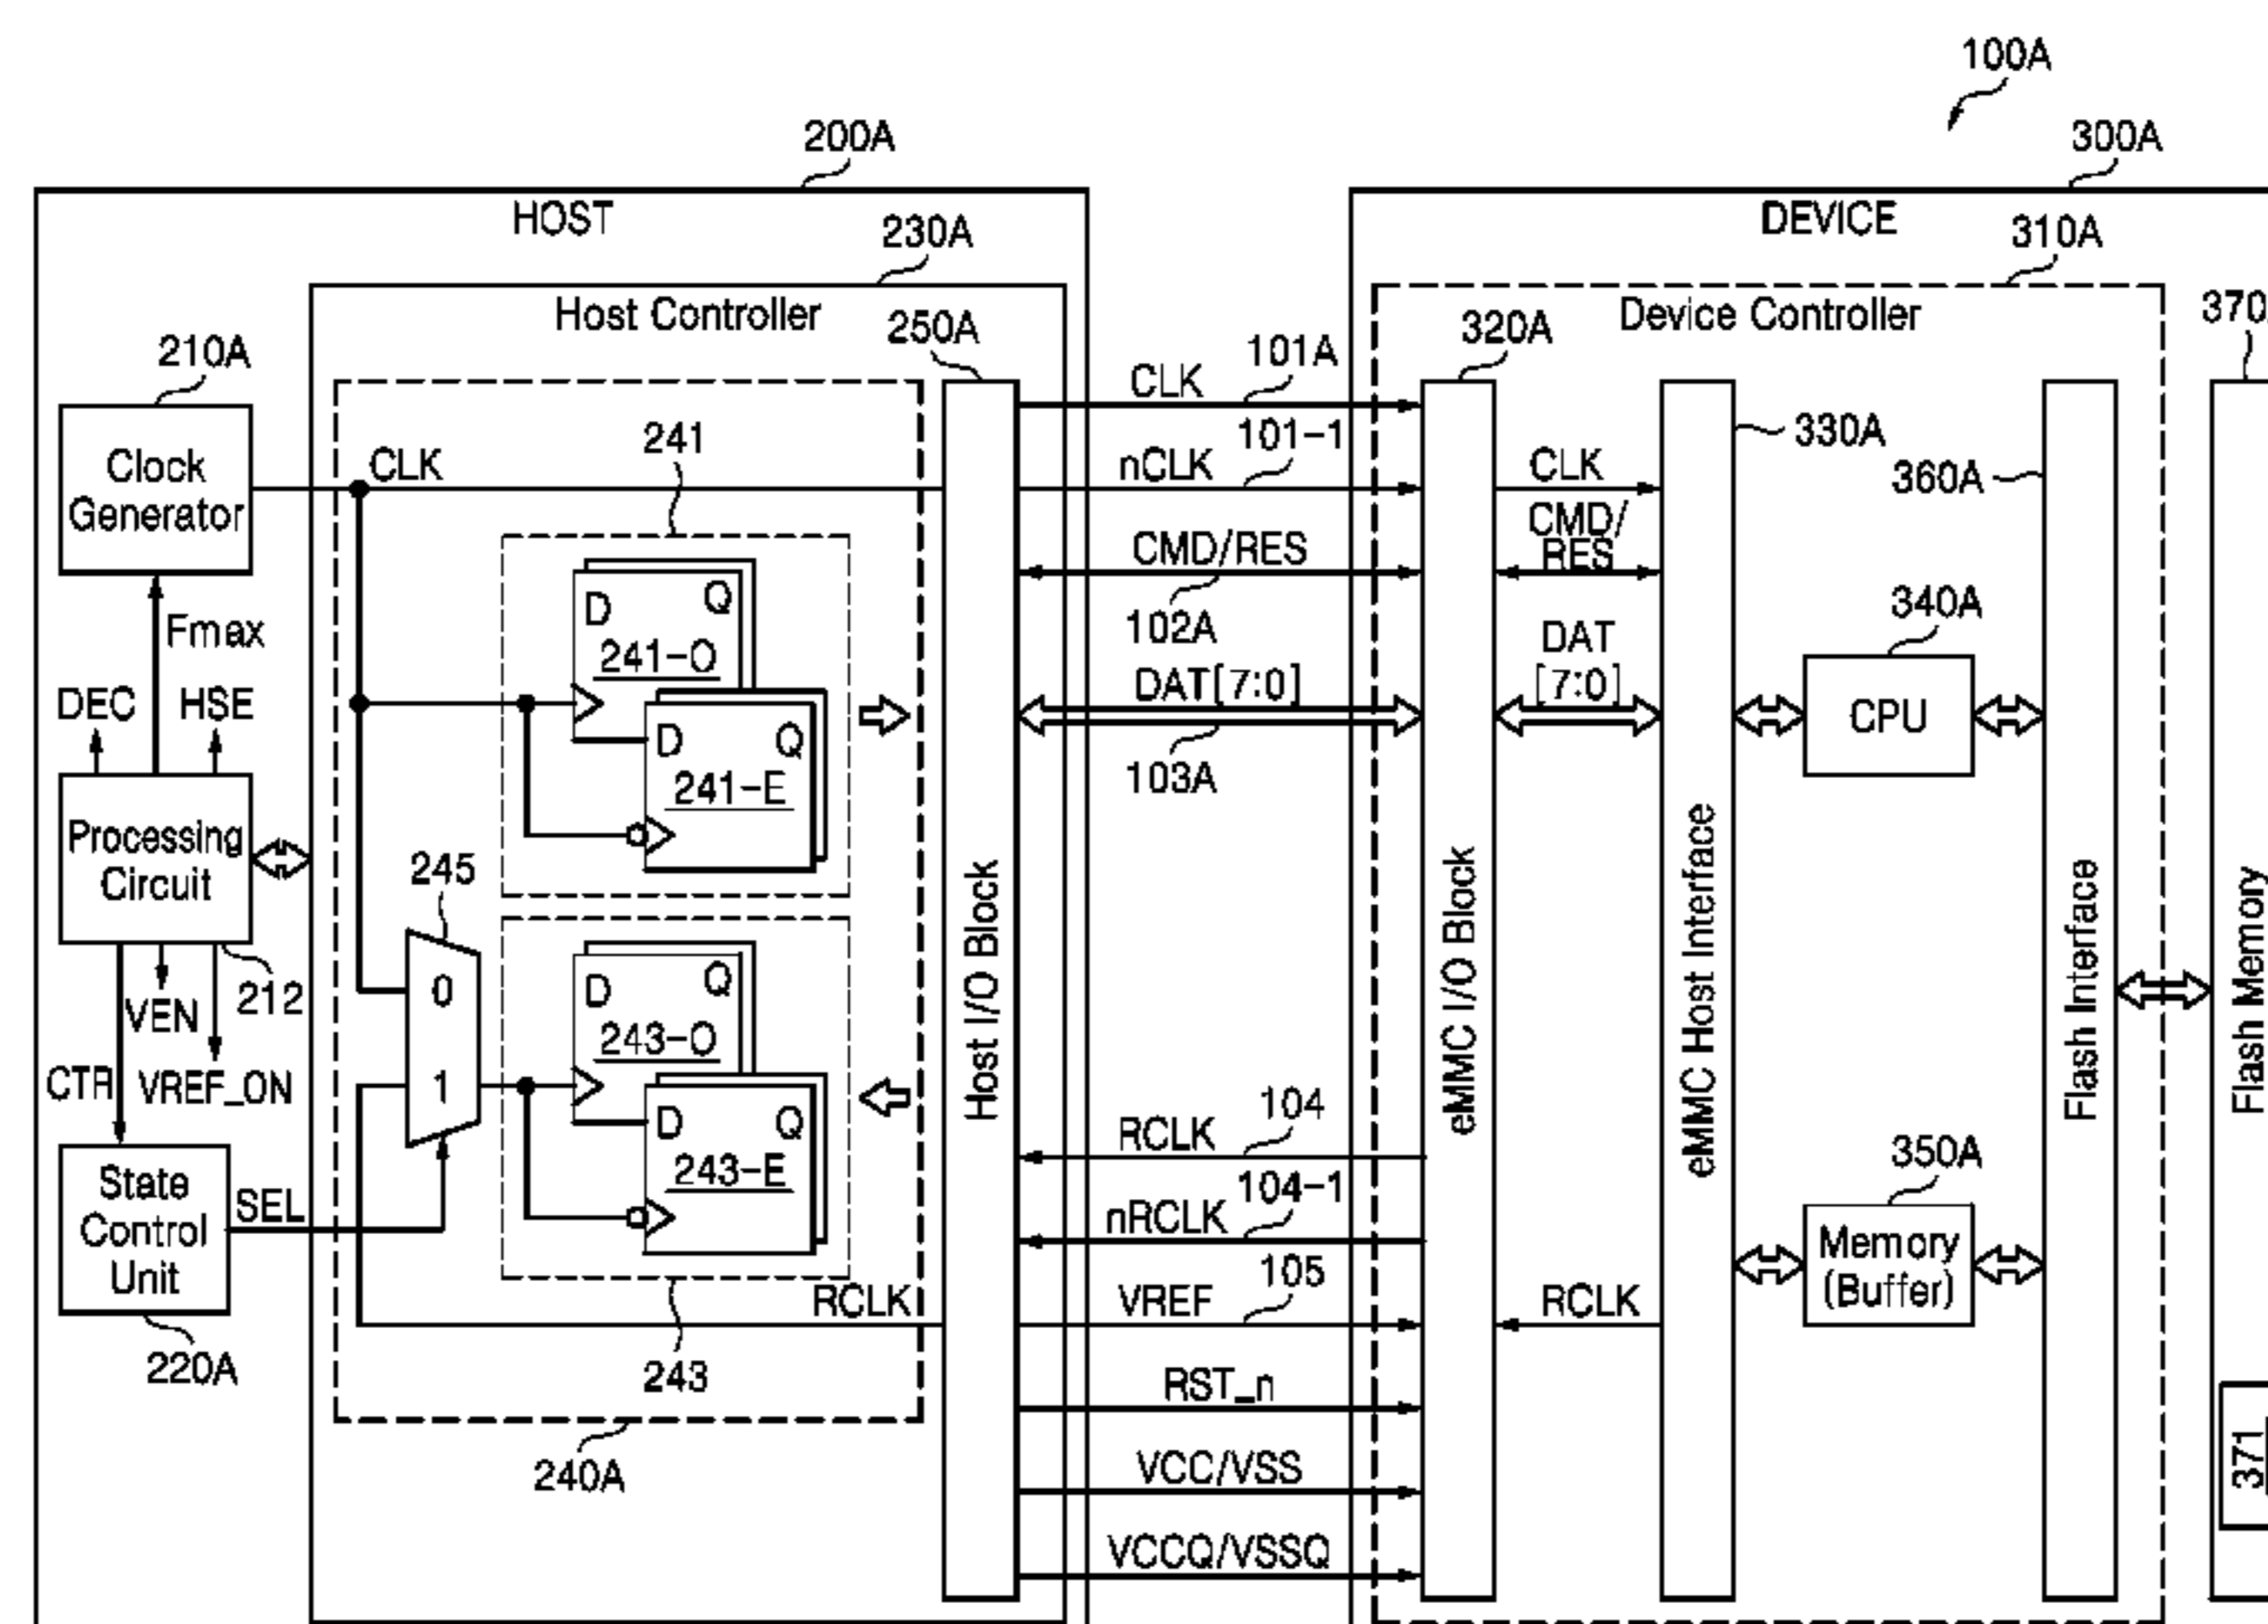 100A
200A
300A
HOST
DEVICE
230A
310A
Host Controller
Device Controller
250A
320A
370
210A
CLK
101A
241
nCLK
101-1
330A
Clock
Generator
CLK
CLK
360A
CMD/RES
CMD/
RES
D
Q
241-O
102A
340A
Fmax
DAT[7:0]
DAT
[7:0]
CPU
DEC
HSE
D
Q
241-E
103A
Processing
Circuit
245
212
0
1
D
Q
243-O
Host I/O Block
eMMC I/O Block
eMMC Host Interface
Flash Interface
Flash Memory
VEN
CTR
VREF_ON
D
Q
243-E
RCLK
104
nRCLK
104-1
350A
State
Control
Unit
SEL
Memory
(Buffer)
VREF
105
RCLK
RCLK
220A
243
RST_n
371
240A
VCC/VSS
VCCQ/VSSQ